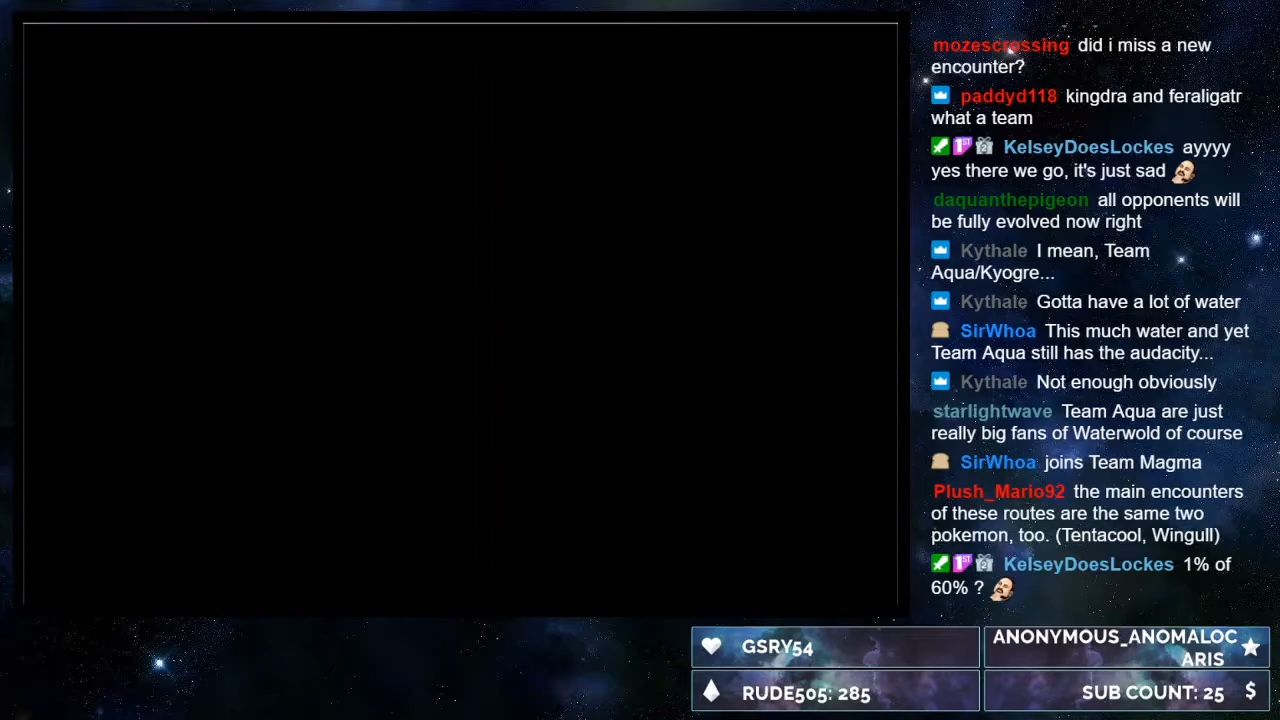 mozescrossing did i miss a new
encounter?
paddyd118 kingdra and feraligatr
what a team
1ST 2 KelseyDoesLockes ayyyy
yes there we go, it's just sad
daquanthepigeon all opponents will
be fully evolved now right
Kythale I mean, Team
Aqua/Kyogre...
Kythale Gotta have a lot of water
SirWhoa This much water and yet
Team Aqua still has the audacity...
Kythale Not enough obviously
starlightwave Team Aqua are just
really big fans of Waterwold of course
SirWhoa joins Team Magma
Plush_Mario92 the main encounters
of these routes are the same two
pokemon, too. (Tentacool, Wingull)
1ST 2 KelseyDoesLockes 1% of
60% ?
GSRY54
ANONYMOUS_ANOMALOC
ARIS
RUDE505: 285
SUB COUNT: 25 $